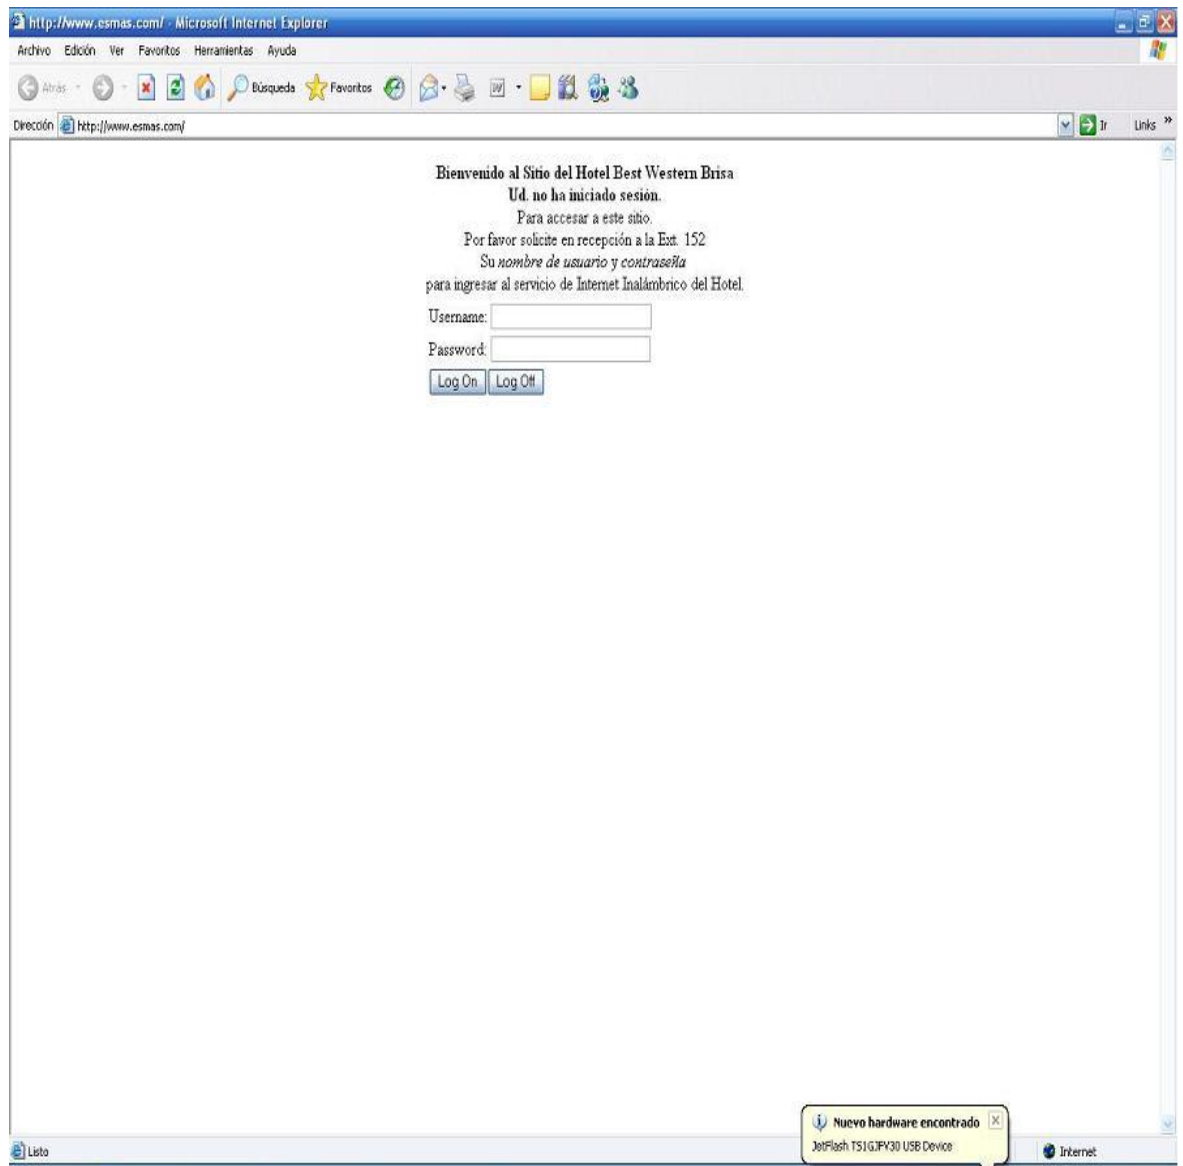 http://www.esmas.com/ - Microsoft Internet Explorer
Archivo Edición Ver Favoritos Herramientas Ayuda
Atrás Búsqueda Favoritos
Dirección http://www.esmas.com/ Ir Links »
Bienvenido al Sitio del Hotel Best Western Brisa
Ud. no ha iniciado sesión.
Para accesar a este sitio.
Por favor solicite en recepción a la Ext. 152
Su nombre de usuario y contraseña
para ingresar al servicio de Internet Inalámbrico del Hotel.
Username:
Password:
Log On Log Off
Nuevo hardware encontrado
JetFlash TS1GJFV30 USB Device
Listo Internet